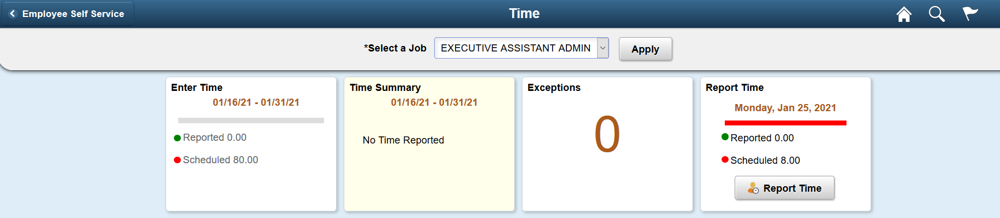 Employee Self Service
Time
*Select a Job
EXECUTIVE ASSISTANT ADMIN
Apply
Enter Time
01/16/21 - 01/31/21
Reported 0.00
Scheduled 80.00
Time Summary
01/16/21 - 01/31/21
No Time Reported
Exceptions
0
Report Time
Monday, Jan 25, 2021
Reported 0.00
Scheduled 8.00
Report Time